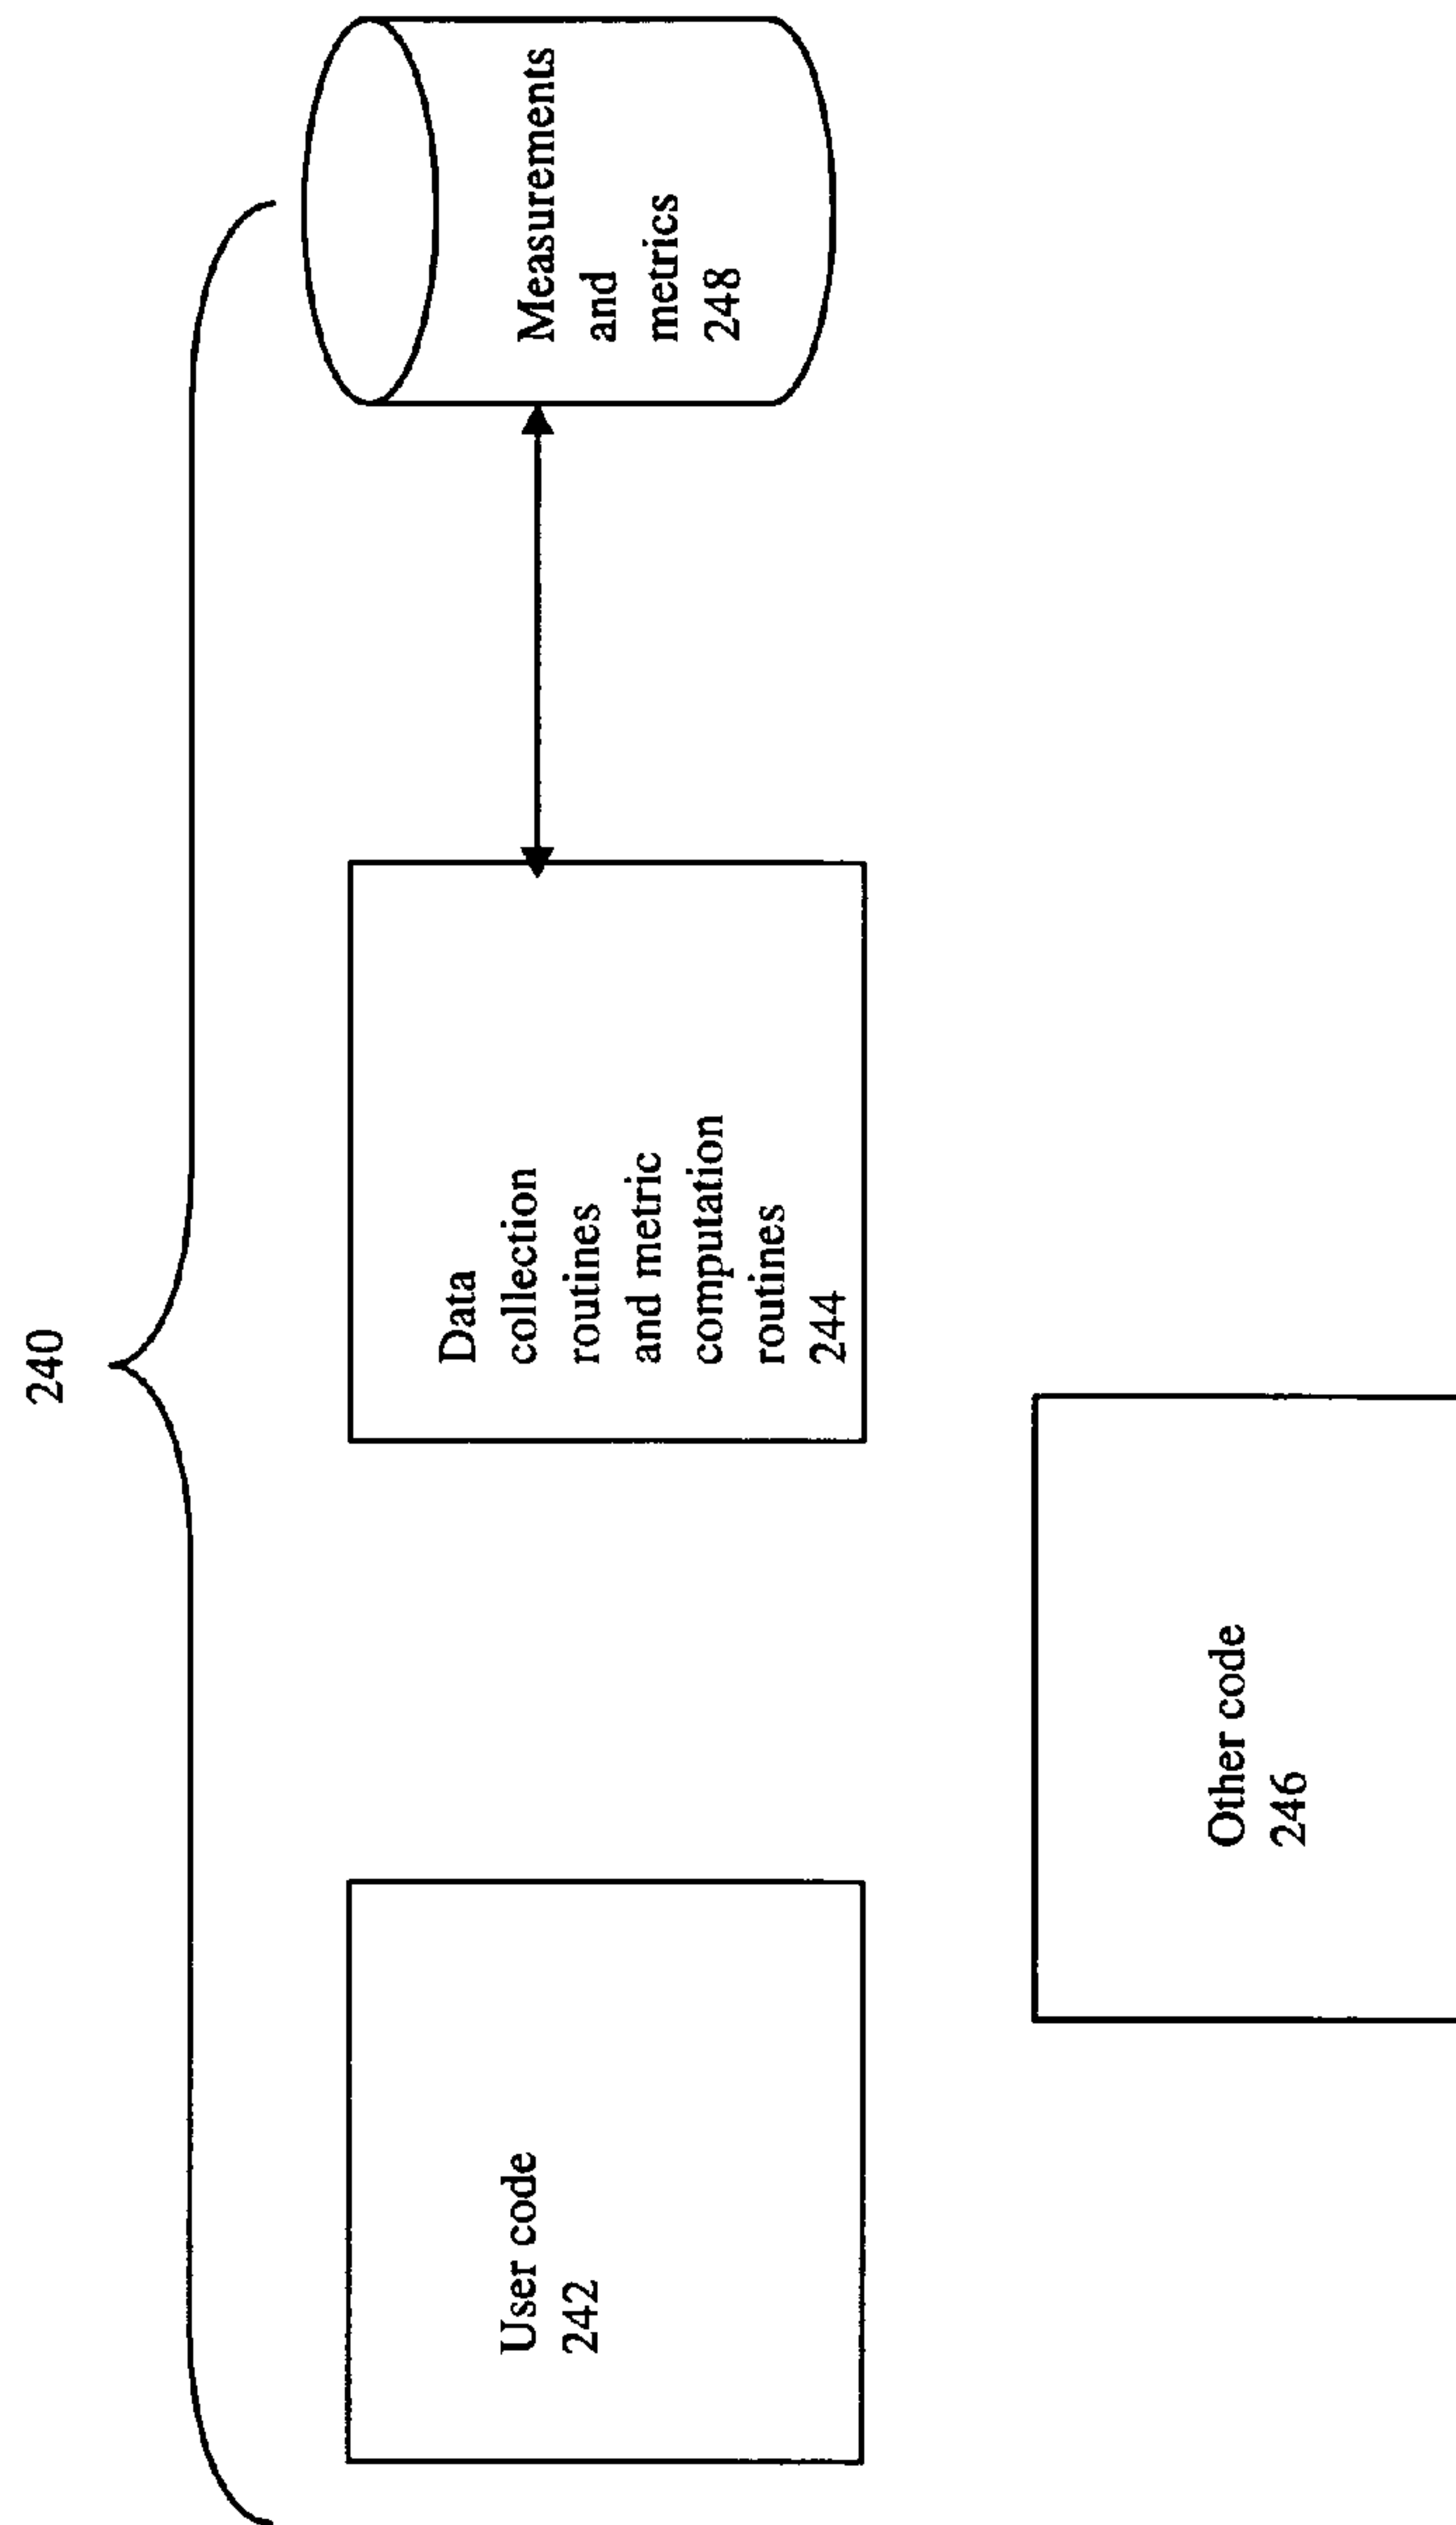 240
User code
242
Data
collection
routines
and metric
computation
routines
244
Measurements
and
metrics
248
Other code
246